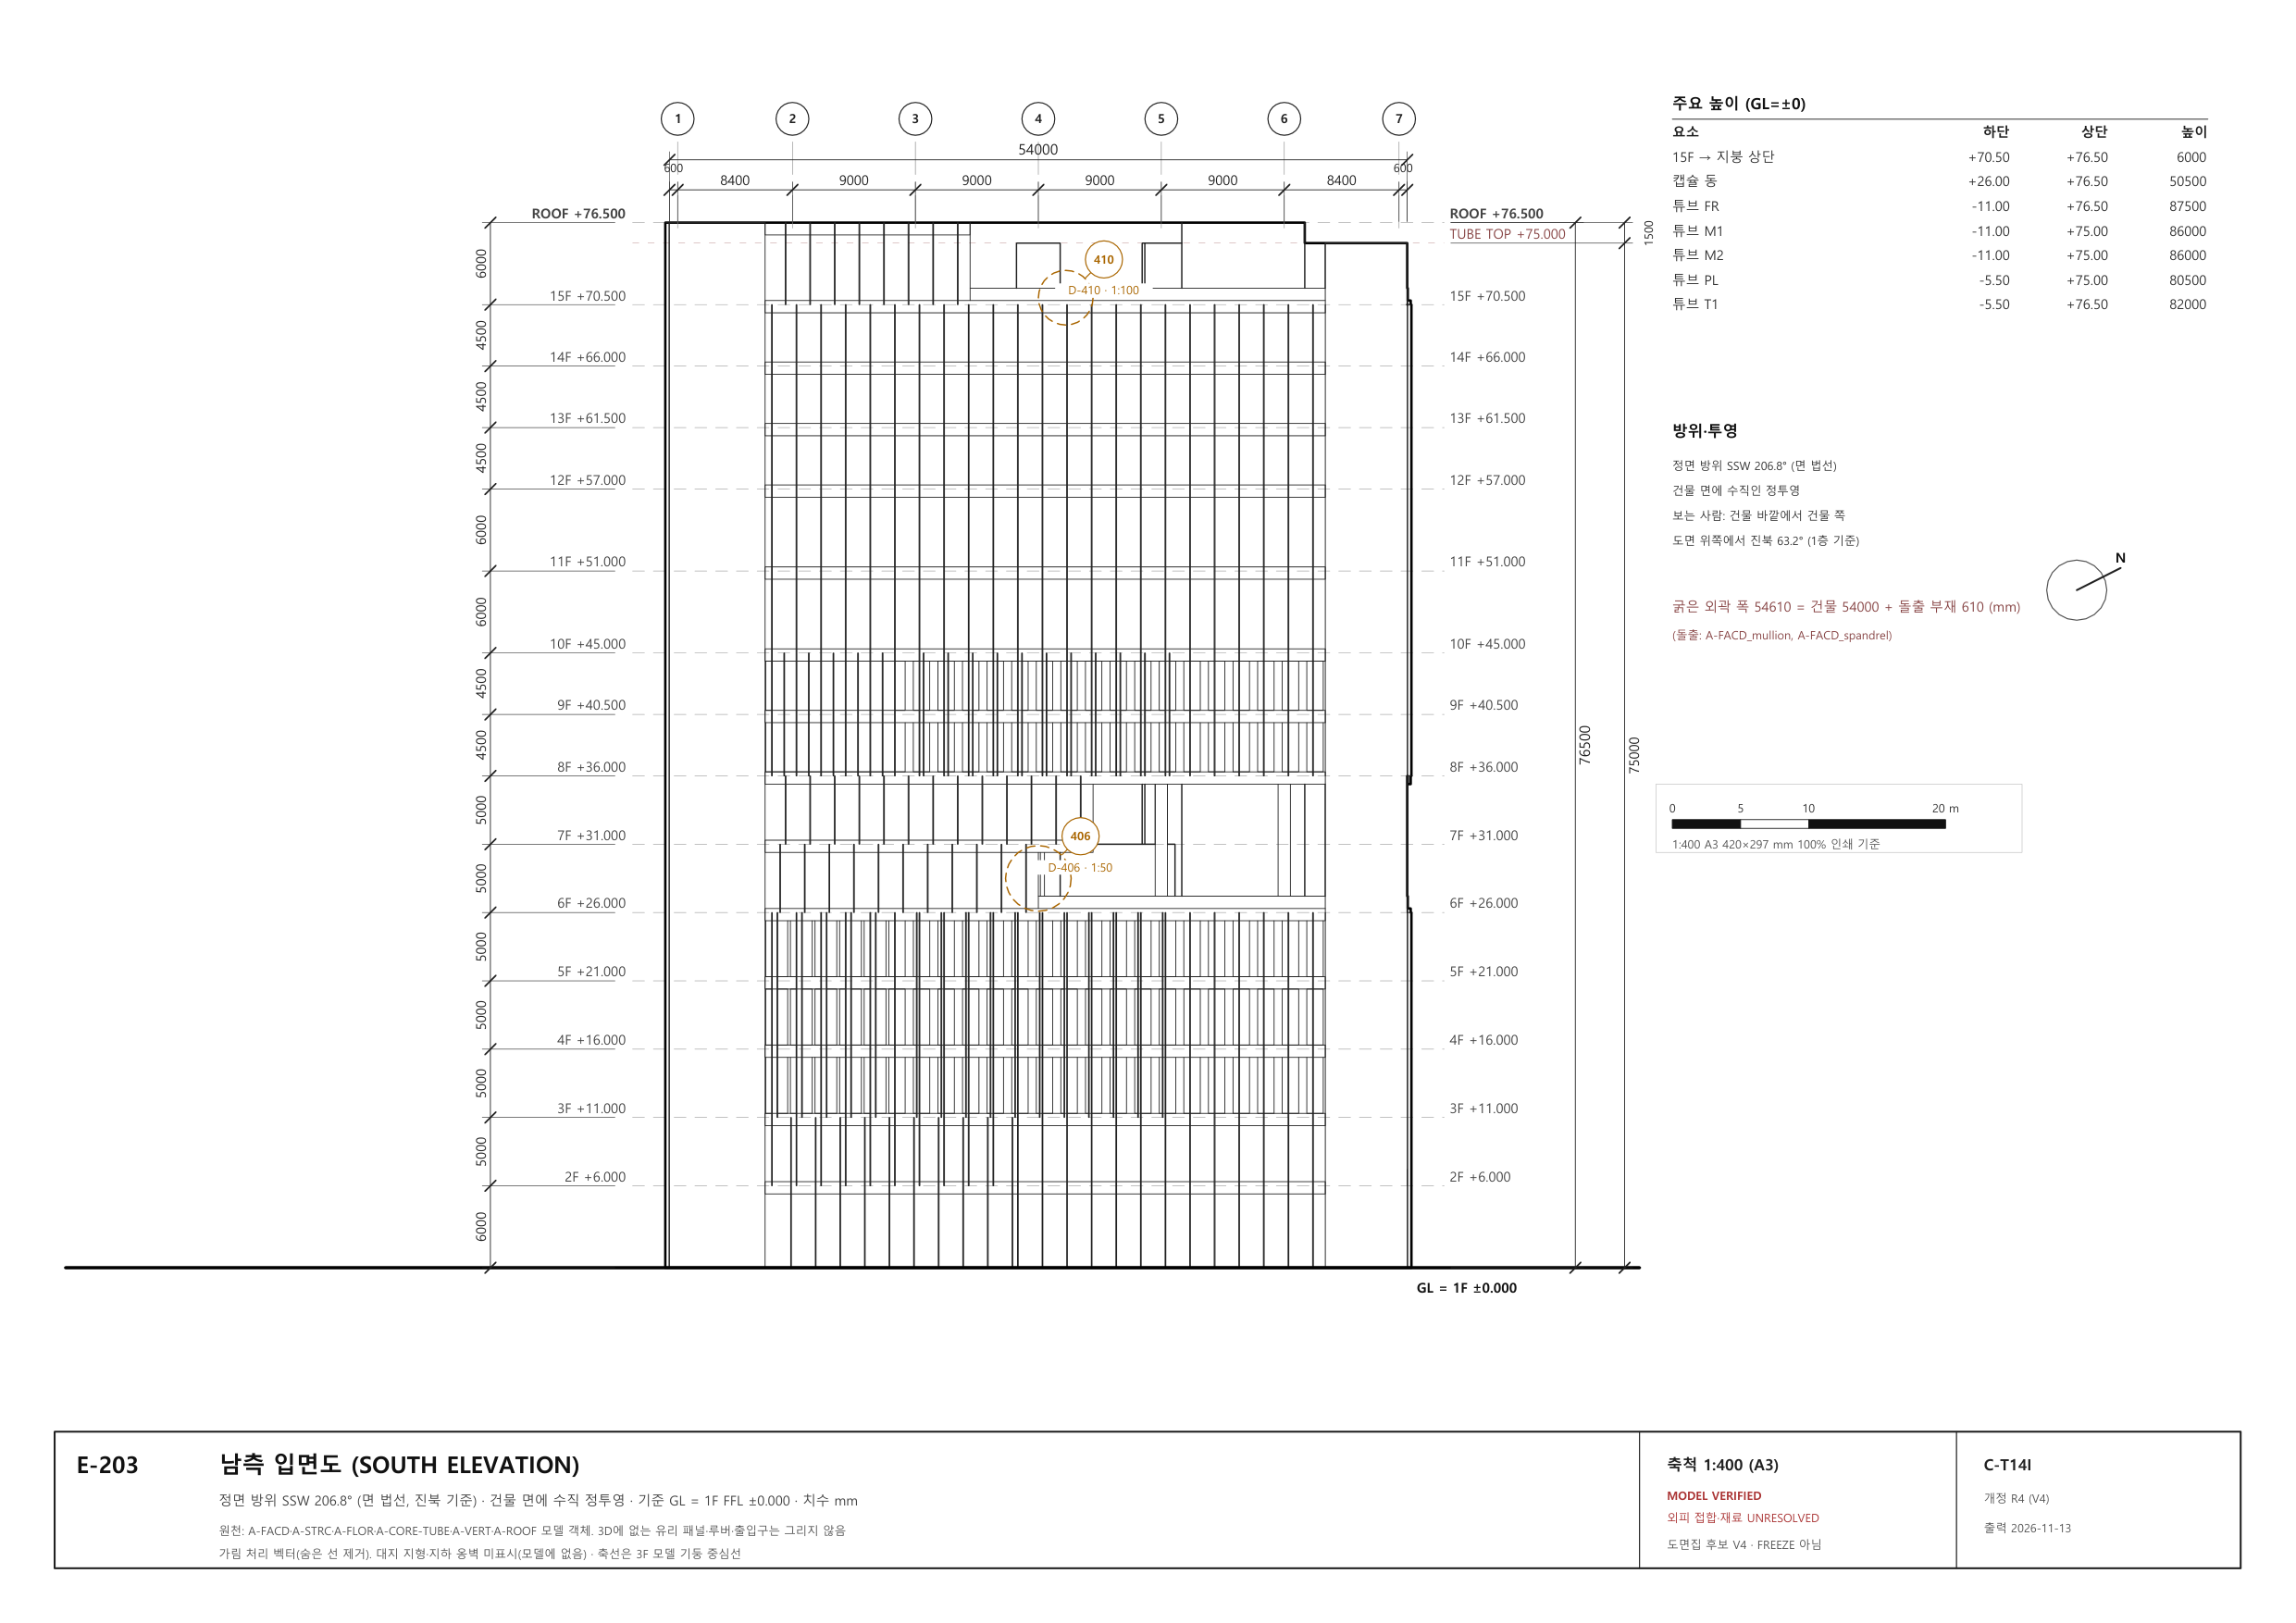 1 2 3 4 5 6 7
54000
600 8400 9000 9000 9000 9000 8400 600
ROOF +76.500
15F +70.500
14F +66.000
13F +61.500
12F +57.000
11F +51.000
10F +45.000
9F +40.500
8F +36.000
7F +31.000
6F +26.000
5F +21.000
4F +16.000
3F +11.000
2F +6.000
6000
4500
4500
4500
6000
6000
4500
4500
5000
5000
5000
5000
5000
5000
6000
410
D-410 · 1:100
406
D-406 · 1:50
ROOF +76.500
TUBE TOP +75.000
15F +70.500
14F +66.000
13F +61.500
12F +57.000
11F +51.000
10F +45.000
9F +40.500
8F +36.000
7F +31.000
6F +26.000
5F +21.000
4F +16.000
3F +11.000
2F +6.000
GL = 1F ±0.000
1500
76500
75000
주요 높이 (GL=±0)
요소 하단 상단 높이
15F → 지붕 상단 +70.50 +76.50 6000
캡슐 동 +26.00 +76.50 50500
튜브 FR -11.00 +76.50 87500
튜브 M1 -11.00 +75.00 86000
튜브 M2 -11.00 +75.00 86000
튜브 PL -5.50 +75.00 80500
튜브 T1 -5.50 +76.50 82000
방위·투영
정면 방위 SSW 206.8° (면 법선)
건물 면에 수직인 정투영
보는 사람: 건물 바깥에서 건물 쪽
도면 위쪽에서 진북 63.2° (1층 기준)
N
굵은 외곽 폭 54610 = 건물 54000 + 돌출 부재 610 (mm)
(돌출: A-FACD_mullion, A-FACD_spandrel)
0 5 10 20 m
1:400 A3 420×297 mm 100% 인쇄 기준
E-203
남측 입면도 (SOUTH ELEVATION)
정면 방위 SSW 206.8° (면 법선, 진북 기준) · 건물 면에 수직 정투영 · 기준 GL = 1F FFL ±0.000 · 치수 mm
원천: A-FACD·A-STRC·A-FLOR·A-CORE-TUBE·A-VERT·A-ROOF 모델 객체. 3D에 없는 유리 패널·루버·출입구는 그리지 않음
가림 처리 벡터(숨은 선 제거). 대지 지형·지하 옹벽 미표시(모델에 없음) · 축선은 3F 모델 기둥 중심선
축척 1:400 (A3)
MODEL VERIFIED
외피 접합·재료 UNRESOLVED
도면집 후보 V4 · FREEZE 아님
C-T14I
개정 R4 (V4)
출력 2026-11-13